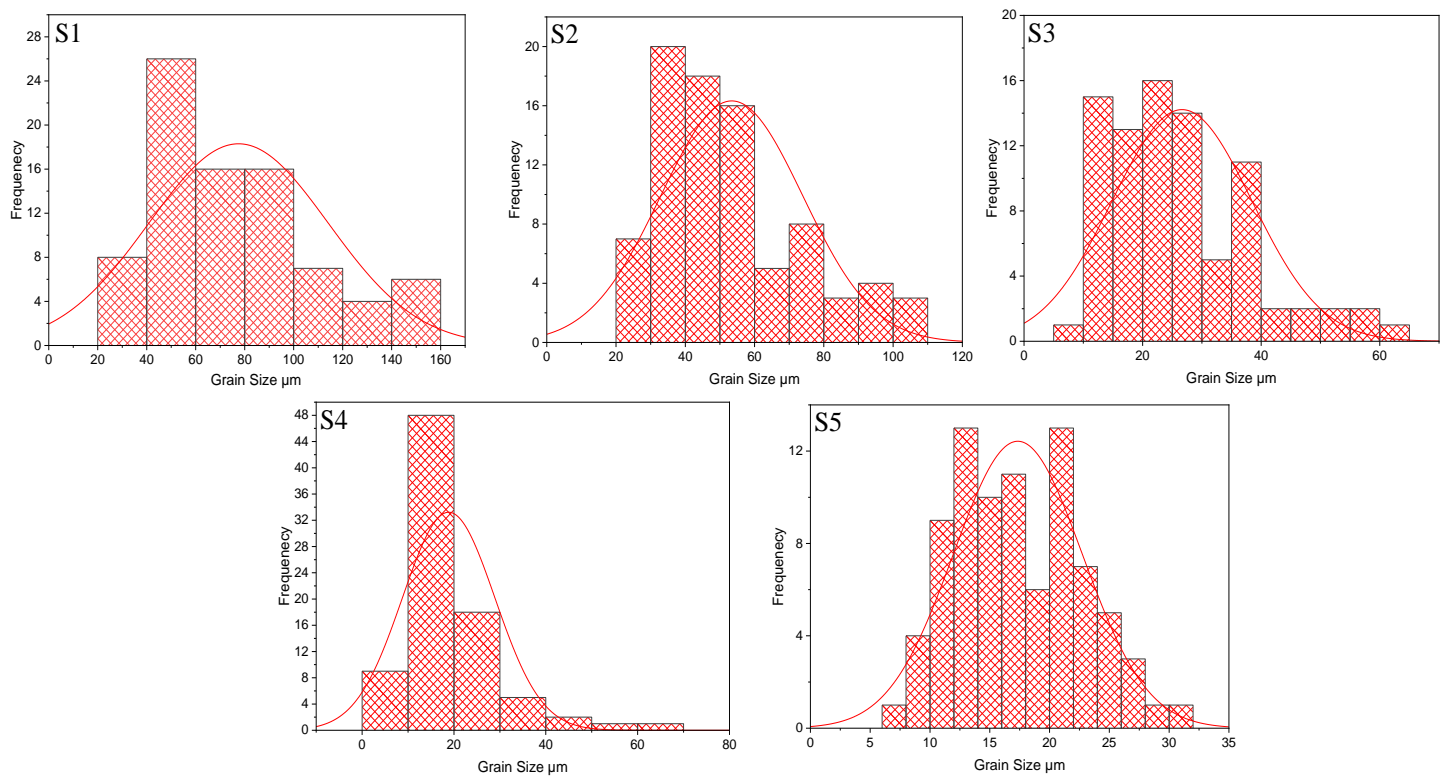 S1
28
24
20
16
12
8
4
0
Frequenecy
0 20 40 60 80 100 120 140 160
Grain Size µm
S2
20
16
12
8
4
0
Frequenecy
0 20 40 60 80 100 120
Grain Size µm
S3
20
16
12
8
4
0
Frequenecy
0 20 40 60
Grain Size µm
S4
48
44
40
36
32
28
24
20
16
12
8
4
0
Frequenecy
0 20 40 60 80
Grain Size µm
S5
12
8
4
0
Frequenecy
0 5 10 15 20 25 30 35
Grain Size µm